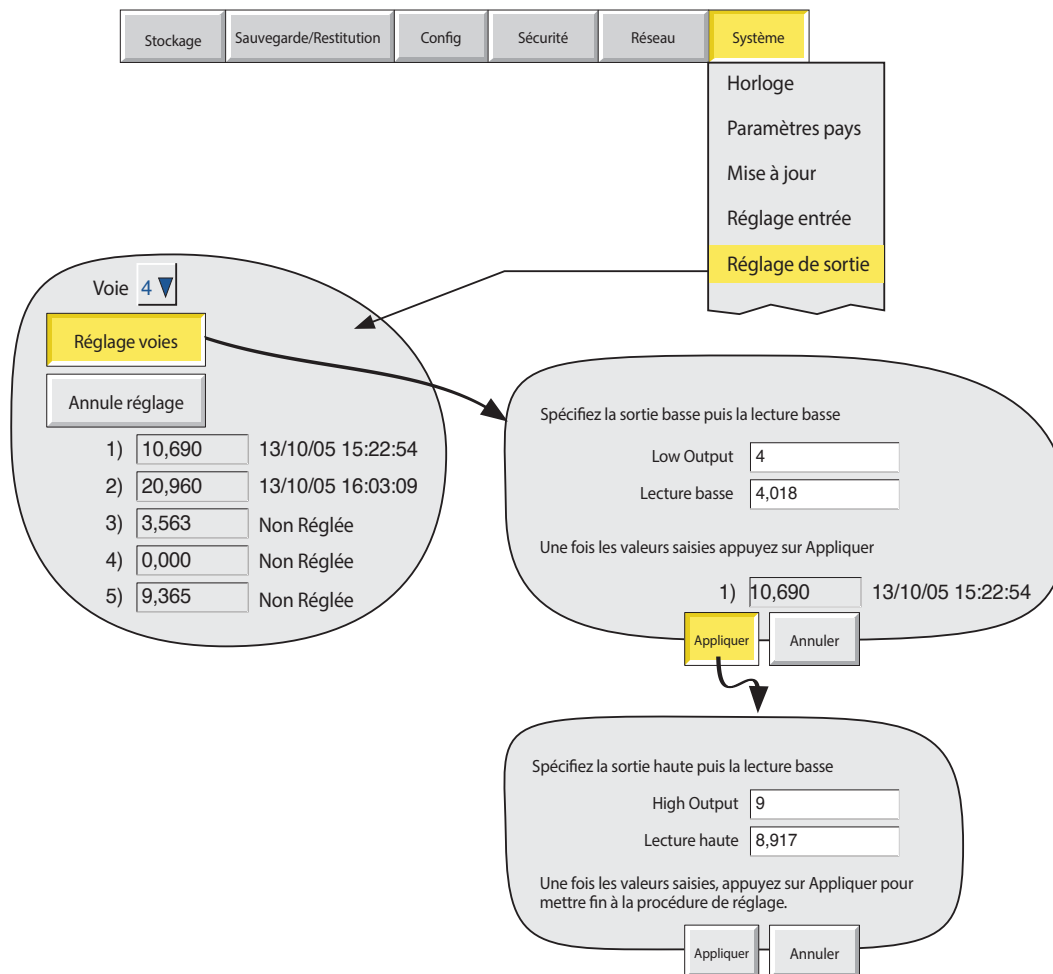 Stockage Sauvegarde/Restitution Config Sécurité Réseau Système
Horloge
Paramètres pays
Mise à jour
Réglage entrée
Réglage de sortie
Voie 4
Réglage voies
Annule réglage
1) 10,690 13/10/05 15:22:54
2) 20,960 13/10/05 16:03:09
3) 3,563 Non Réglée
4) 0,000 Non Réglée
5) 9,365 Non Réglée
Spécifiez la sortie basse puis la lecture basse
Low Output 4
Lecture basse 4,018
Une fois les valeurs saisies appuyez sur Appliquer
1) 10,690 13/10/05 15:22:54
Appliquer Annuler
Spécifiez la sortie haute puis la lecture basse
High Output 9
Lecture haute 8,917
Une fois les valeurs saisies, appuyez sur Appliquer pour
mettre fin à la procédure de réglage.
Appliquer Annuler